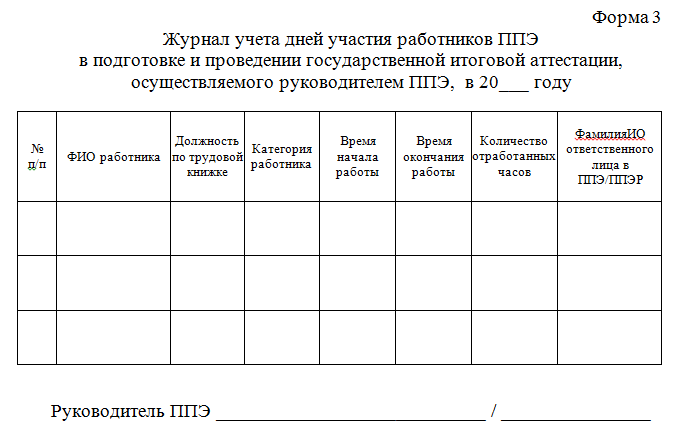 Форма 3
Журнал учета дней участия работников ППЭ
в подготовке и проведении государственной итоговой аттестации,
осуществляемого руководителем ППЭ, в 20___ году
№
п/п
ФИО работника
Должность
по трудовой
книжке
Категория
работника
Время
начала
работы
Время
окончания
работы
Количество
отработанных
часов
ФамилияИО
ответственного
лица в
ППЭ/ППЭР
Руководитель ППЭ _____________________________ / ________________